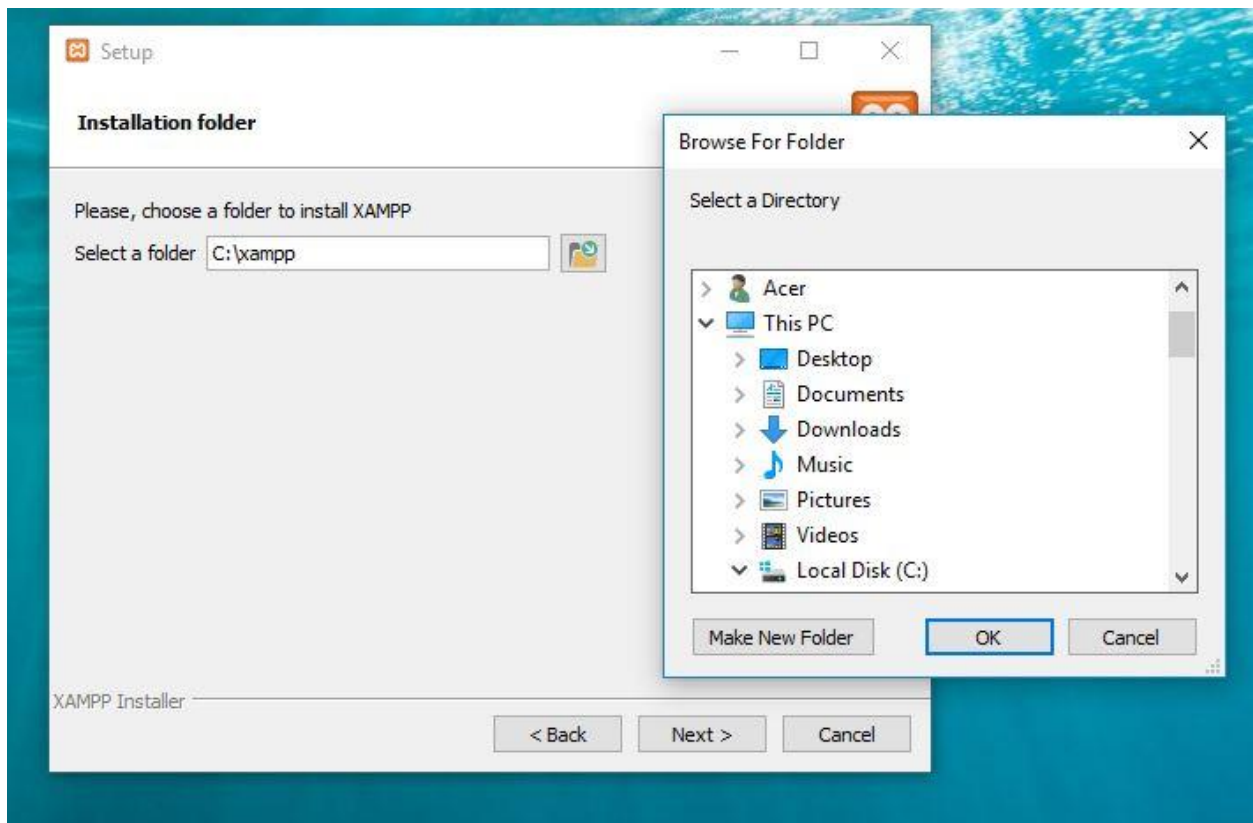 Setup
Installation folder
Please, choose a folder to install XAMPP
Select a folder C:\xampp
XAMPP Installer
< Back Next > Cancel
Browse For Folder
Select a Directory
Acer
This PC
Desktop
Documents
Downloads
Music
Pictures
Videos
Local Disk (C:)
Make New Folder OK Cancel